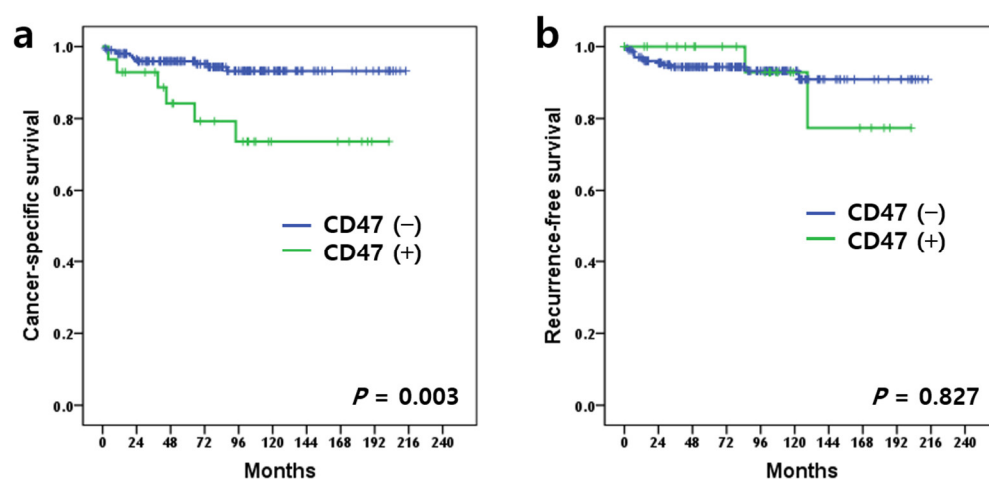 a
Cancer-specific survival
1.0
0.8
0.6
0.4
0.2
0.0
CD47 (−)
CD47 (+)
P = 0.003
0 24 48 72 96 120 144 168 192 216 240
Months
b
Recurrence-free survival
1.0
0.8
0.6
0.4
0.2
0.0
CD47 (−)
CD47 (+)
P = 0.827
0 24 48 72 96 120 144 168 192 216 240
Months